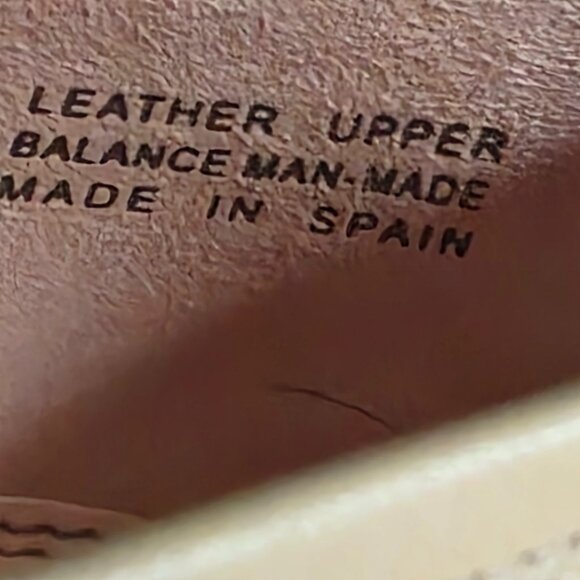 LEATHER UPPER
BALANCE MAN-MADE
MADE IN SPAIN